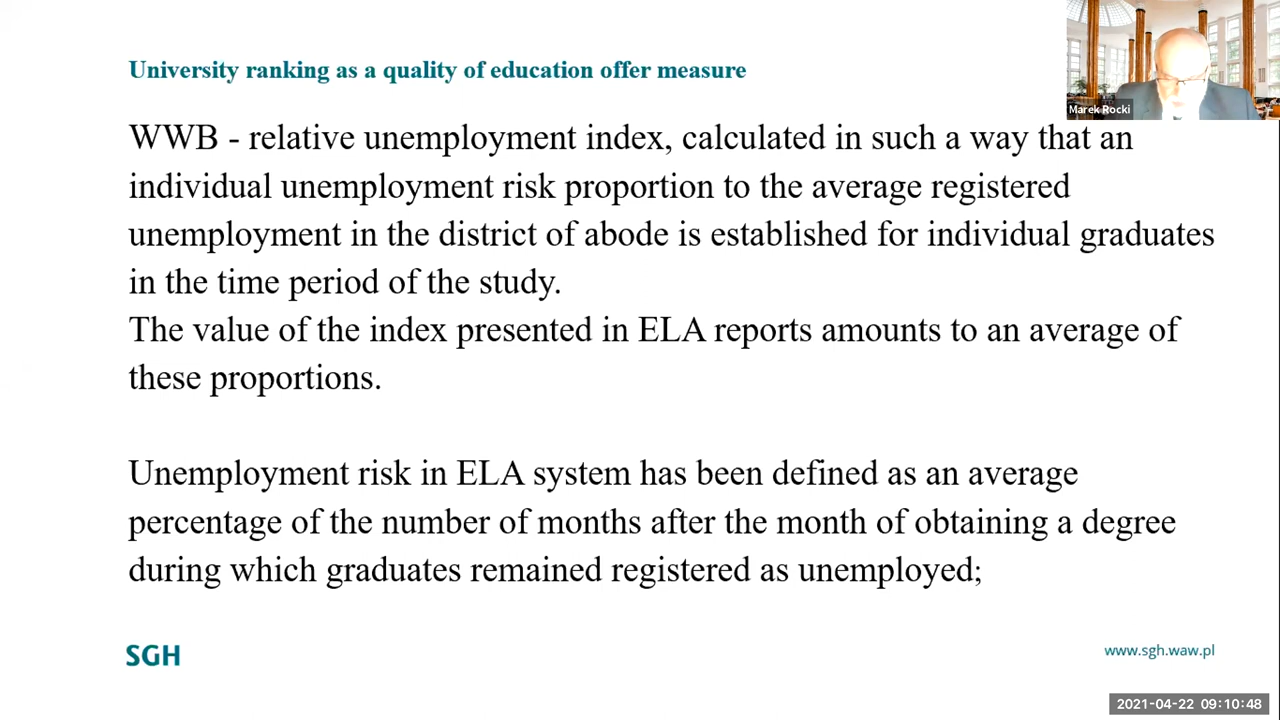 University ranking as a quality of education offer measure
Marek Rocki
WWB - relative unemployment index, calculated in such a way that an
individual unemployment risk proportion to the average registered
unemployment in the district of abode is established for individual graduates
in the time period of the study.
The value of the index presented in ELA reports amounts to an average of
these proportions.
Unemployment risk in ELA system has been defined as an average
percentage of the number of months after the month of obtaining a degree
during which graduates remained registered as unemployed;
SGH
www.sgh.waw.pl
2021-04-22 09:10:48